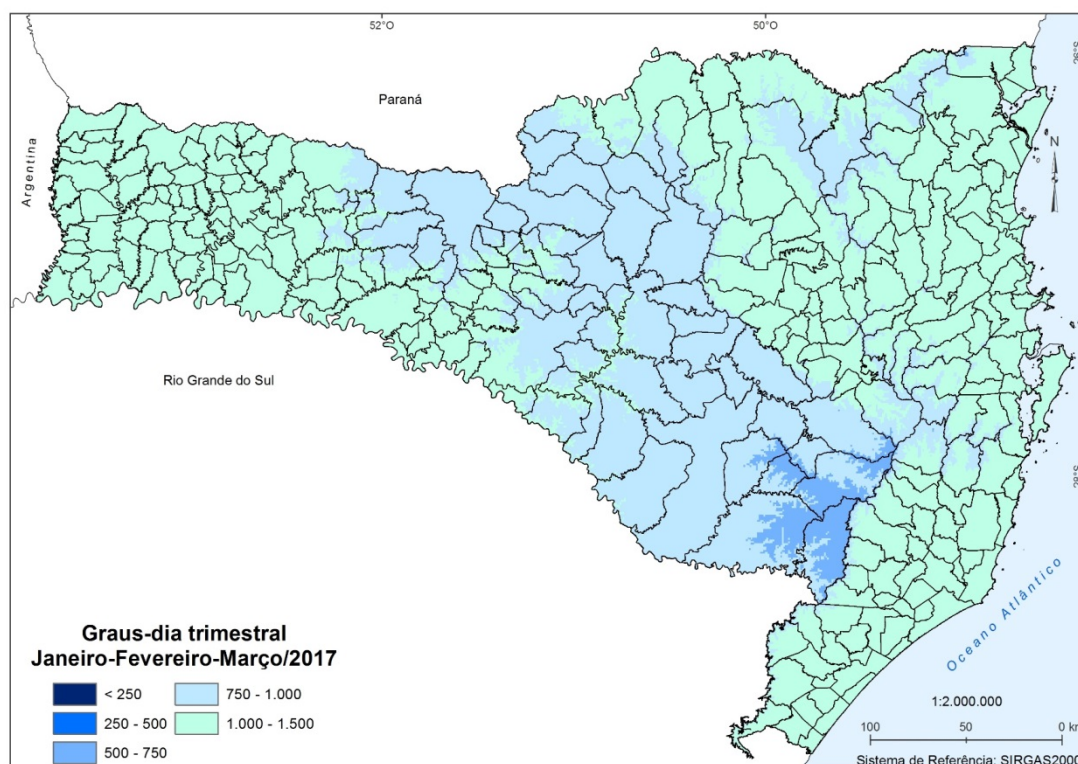 52°O
50°O
26°S
Paraná
Argentina
N
Rio Grande do Sul
28°S
Oceano Atlântico
Graus-dia trimestral
Janeiro-Fevereiro-Março/2017
< 250
750 - 1.000
250 - 500
1.000 - 1.500
500 - 750
1:2.000.000
100 50 0 km
Sistema de Referência: SIRGAS2000